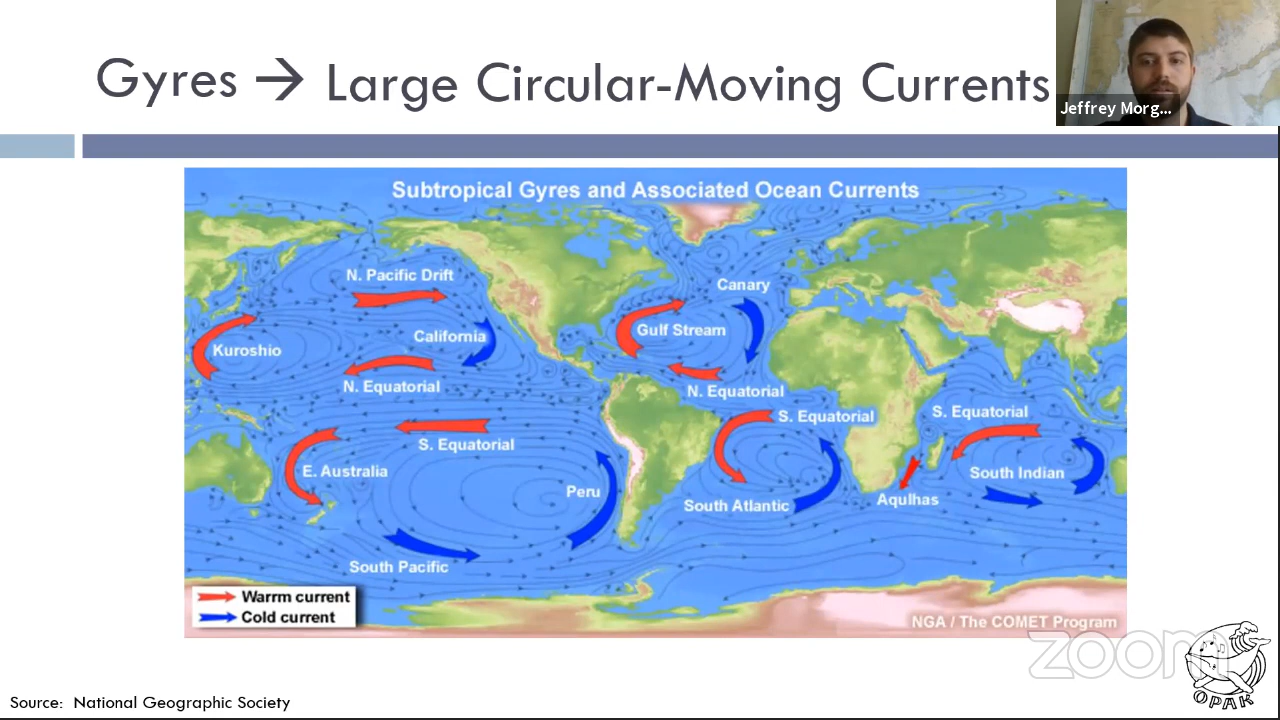 Gyres → Large Circular-Moving Currents
Jeffrey Morg...
Subtropical Gyres and Associated Ocean Currents
N. Pacific Drift
Canary
California
Gulf Stream
Kuroshio
N. Equatorial
N. Equatorial
S. Equatorial
S. Equatorial
S. Equatorial
E. Australia
South Indian
Peru
South Atlantic
Aqulhas
South Pacific
Warrm current
Cold current
NGA / The COMET Program
zoom
OPAK
Source: National Geographic Society